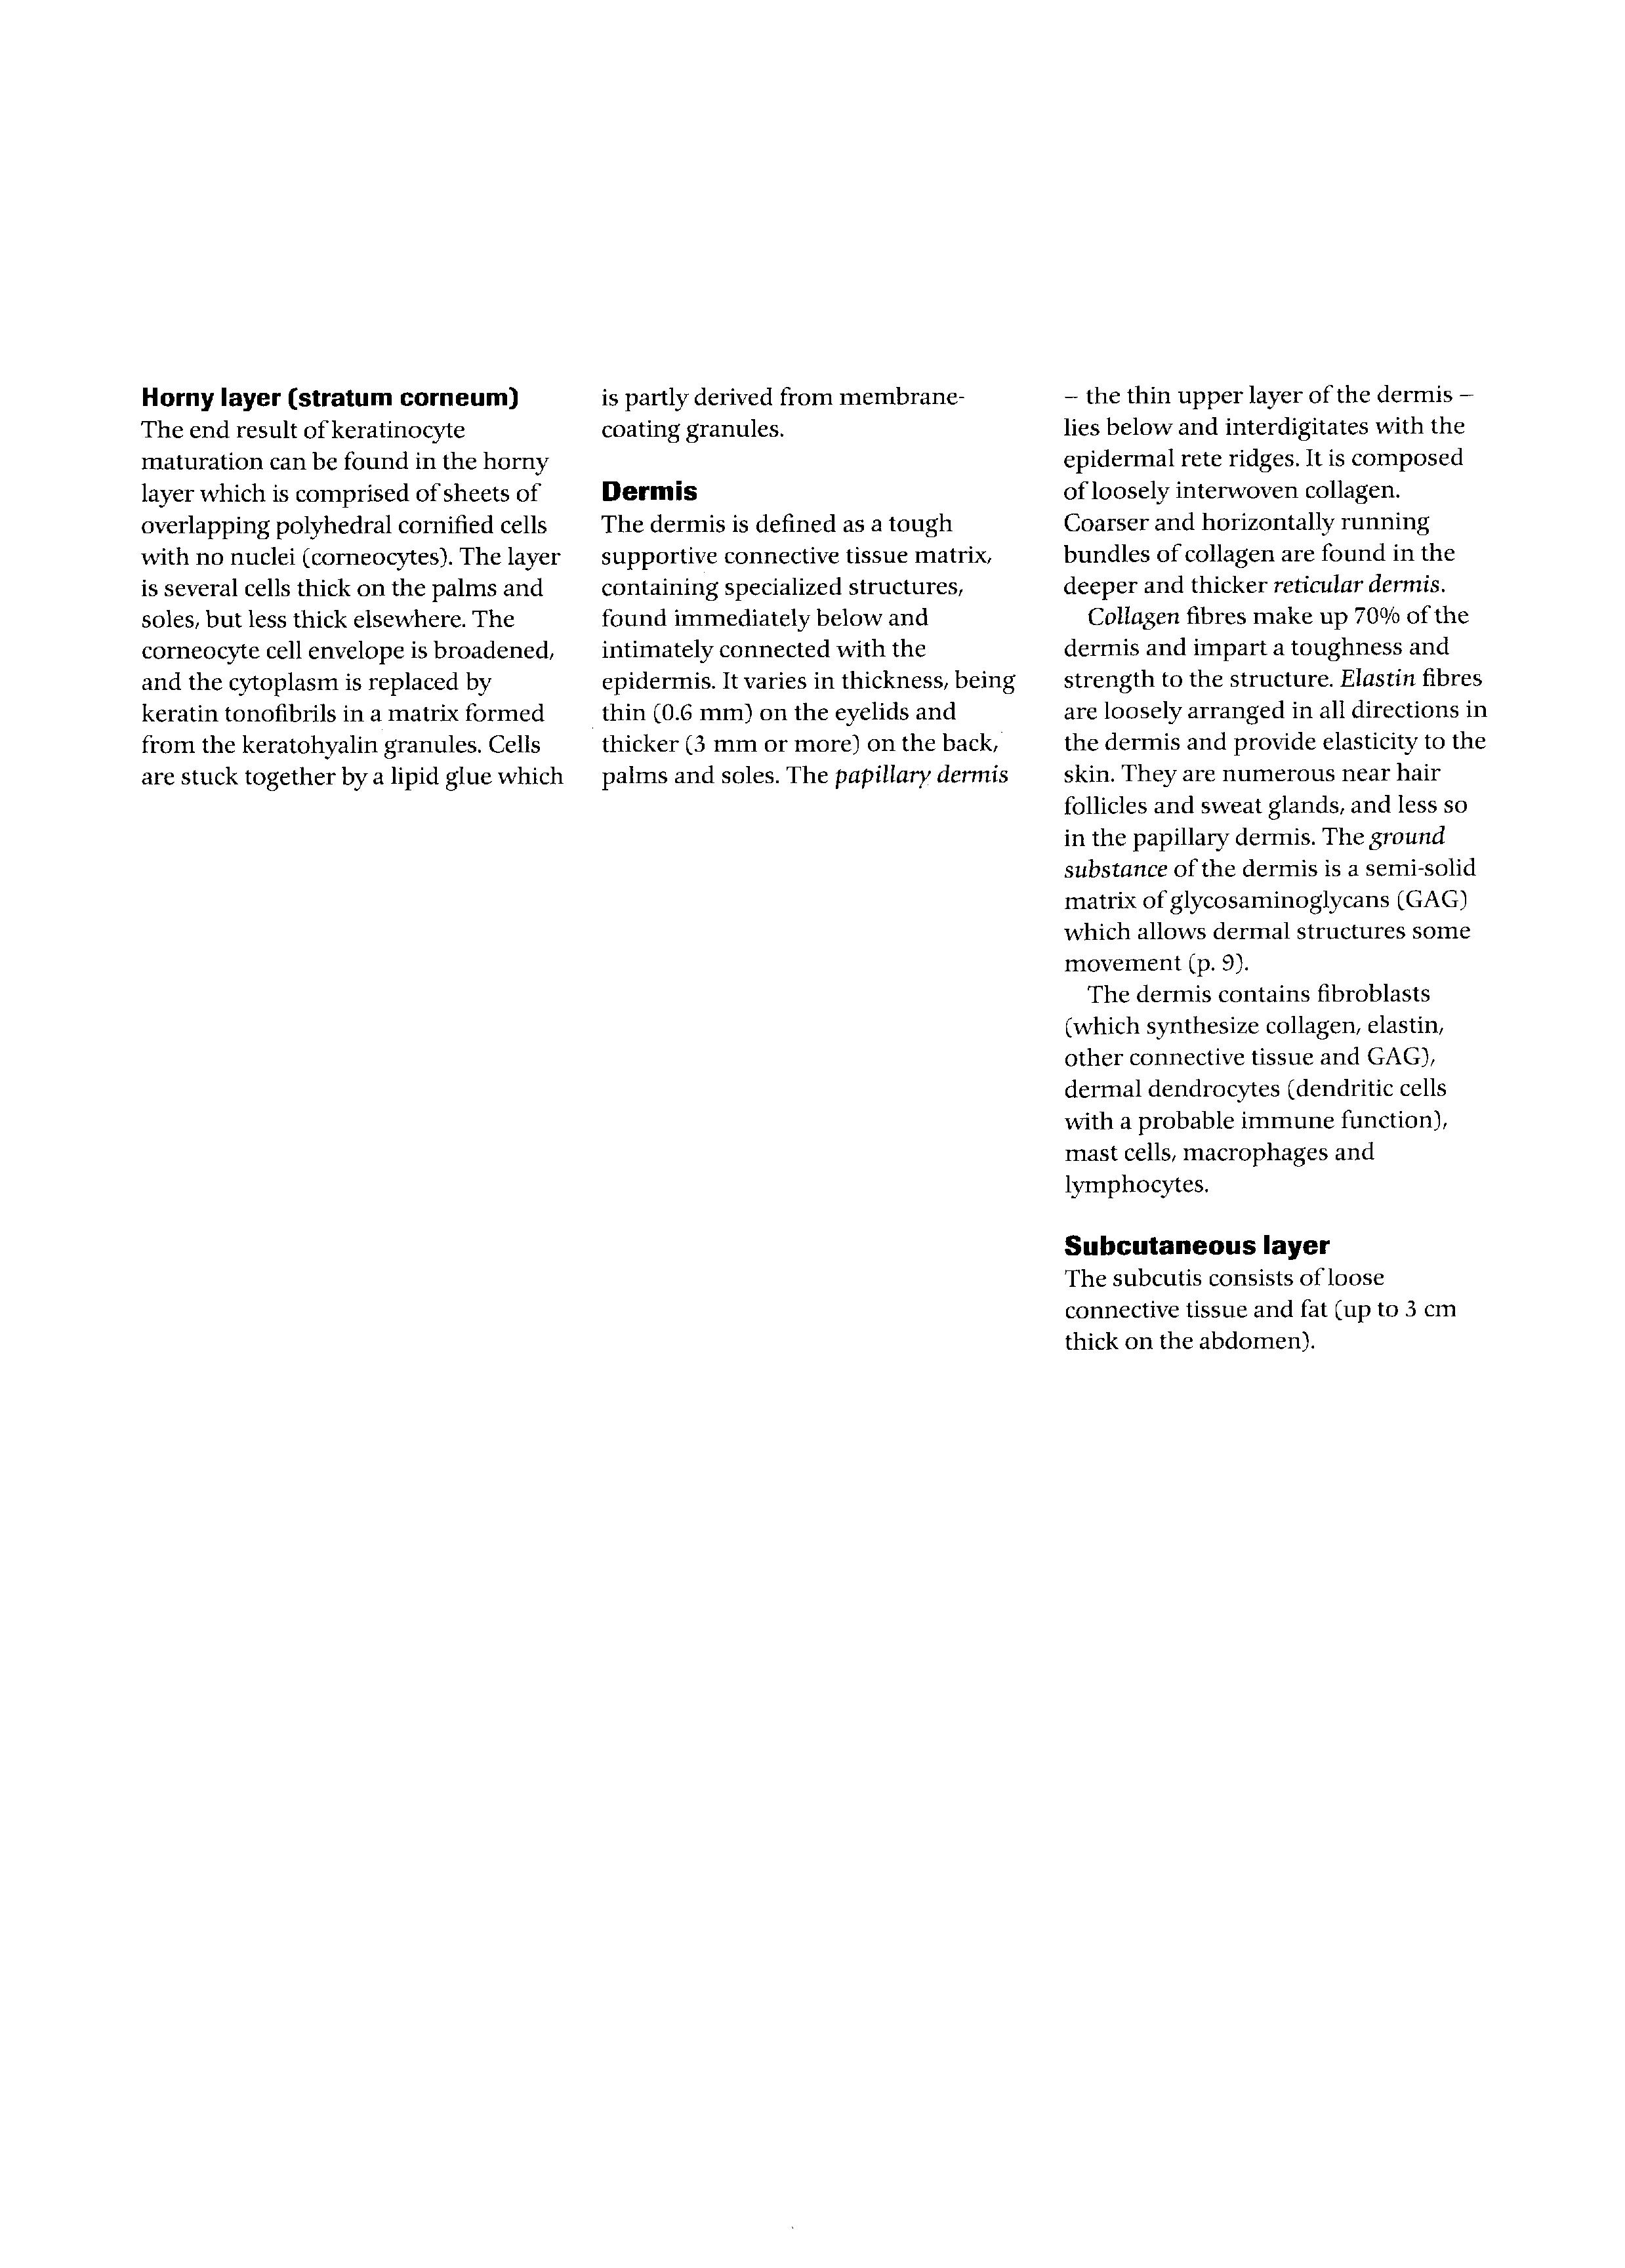 Horny layer (stratum corneum)
The end result of keratinocyte
maturation can be found in the horny
layer which is comprised of sheets of
overlapping polyhedral cornified cells
with no nuclei (corneocytes). The layer
is several cells thick on the palms and
soles, but less thick elsewhere. The
corneocyte cell envelope is broadened,
and the cytoplasm is replaced by
keratin tonofibrils in a matrix formed
from the keratohyalin granules. Cells
are stuck together by a lipid glue which
is partly derived from membrane-
coating granules.
Dermis
The dermis is defined as a tough
supportive connective tissue matrix,
containing specialized structures,
found immediately below and
intimately connected with the
epidermis. It varies in thickness, being
thin (0.6 mm) on the eyelids and
thicker (3 mm or more) on the back,
palms and soles. The papillary dermis
– the thin upper layer of the dermis –
lies below and interdigitates with the
epidermal rete ridges. It is composed
of loosely interwoven collagen.
Coarser and horizontally running
bundles of collagen are found in the
deeper and thicker reticular dermis.
Collagen fibres make up 70% of the
dermis and impart a toughness and
strength to the structure. Elastin fibres
are loosely arranged in all directions in
the dermis and provide elasticity to the
skin. They are numerous near hair
follicles and sweat glands, and less so
in the papillary dermis. The ground
substance of the dermis is a semi-solid
matrix of glycosaminoglycans (GAG)
which allows dermal structures some
movement (p. 9).
The dermis contains fibroblasts
(which synthesize collagen, elastin,
other connective tissue and GAG),
dermal dendrocytes (dendritic cells
with a probable immune function),
mast cells, macrophages and
lymphocytes.
Subcutaneous layer
The subcutis consists of loose
connective tissue and fat (up to 3 cm
thick on the abdomen).